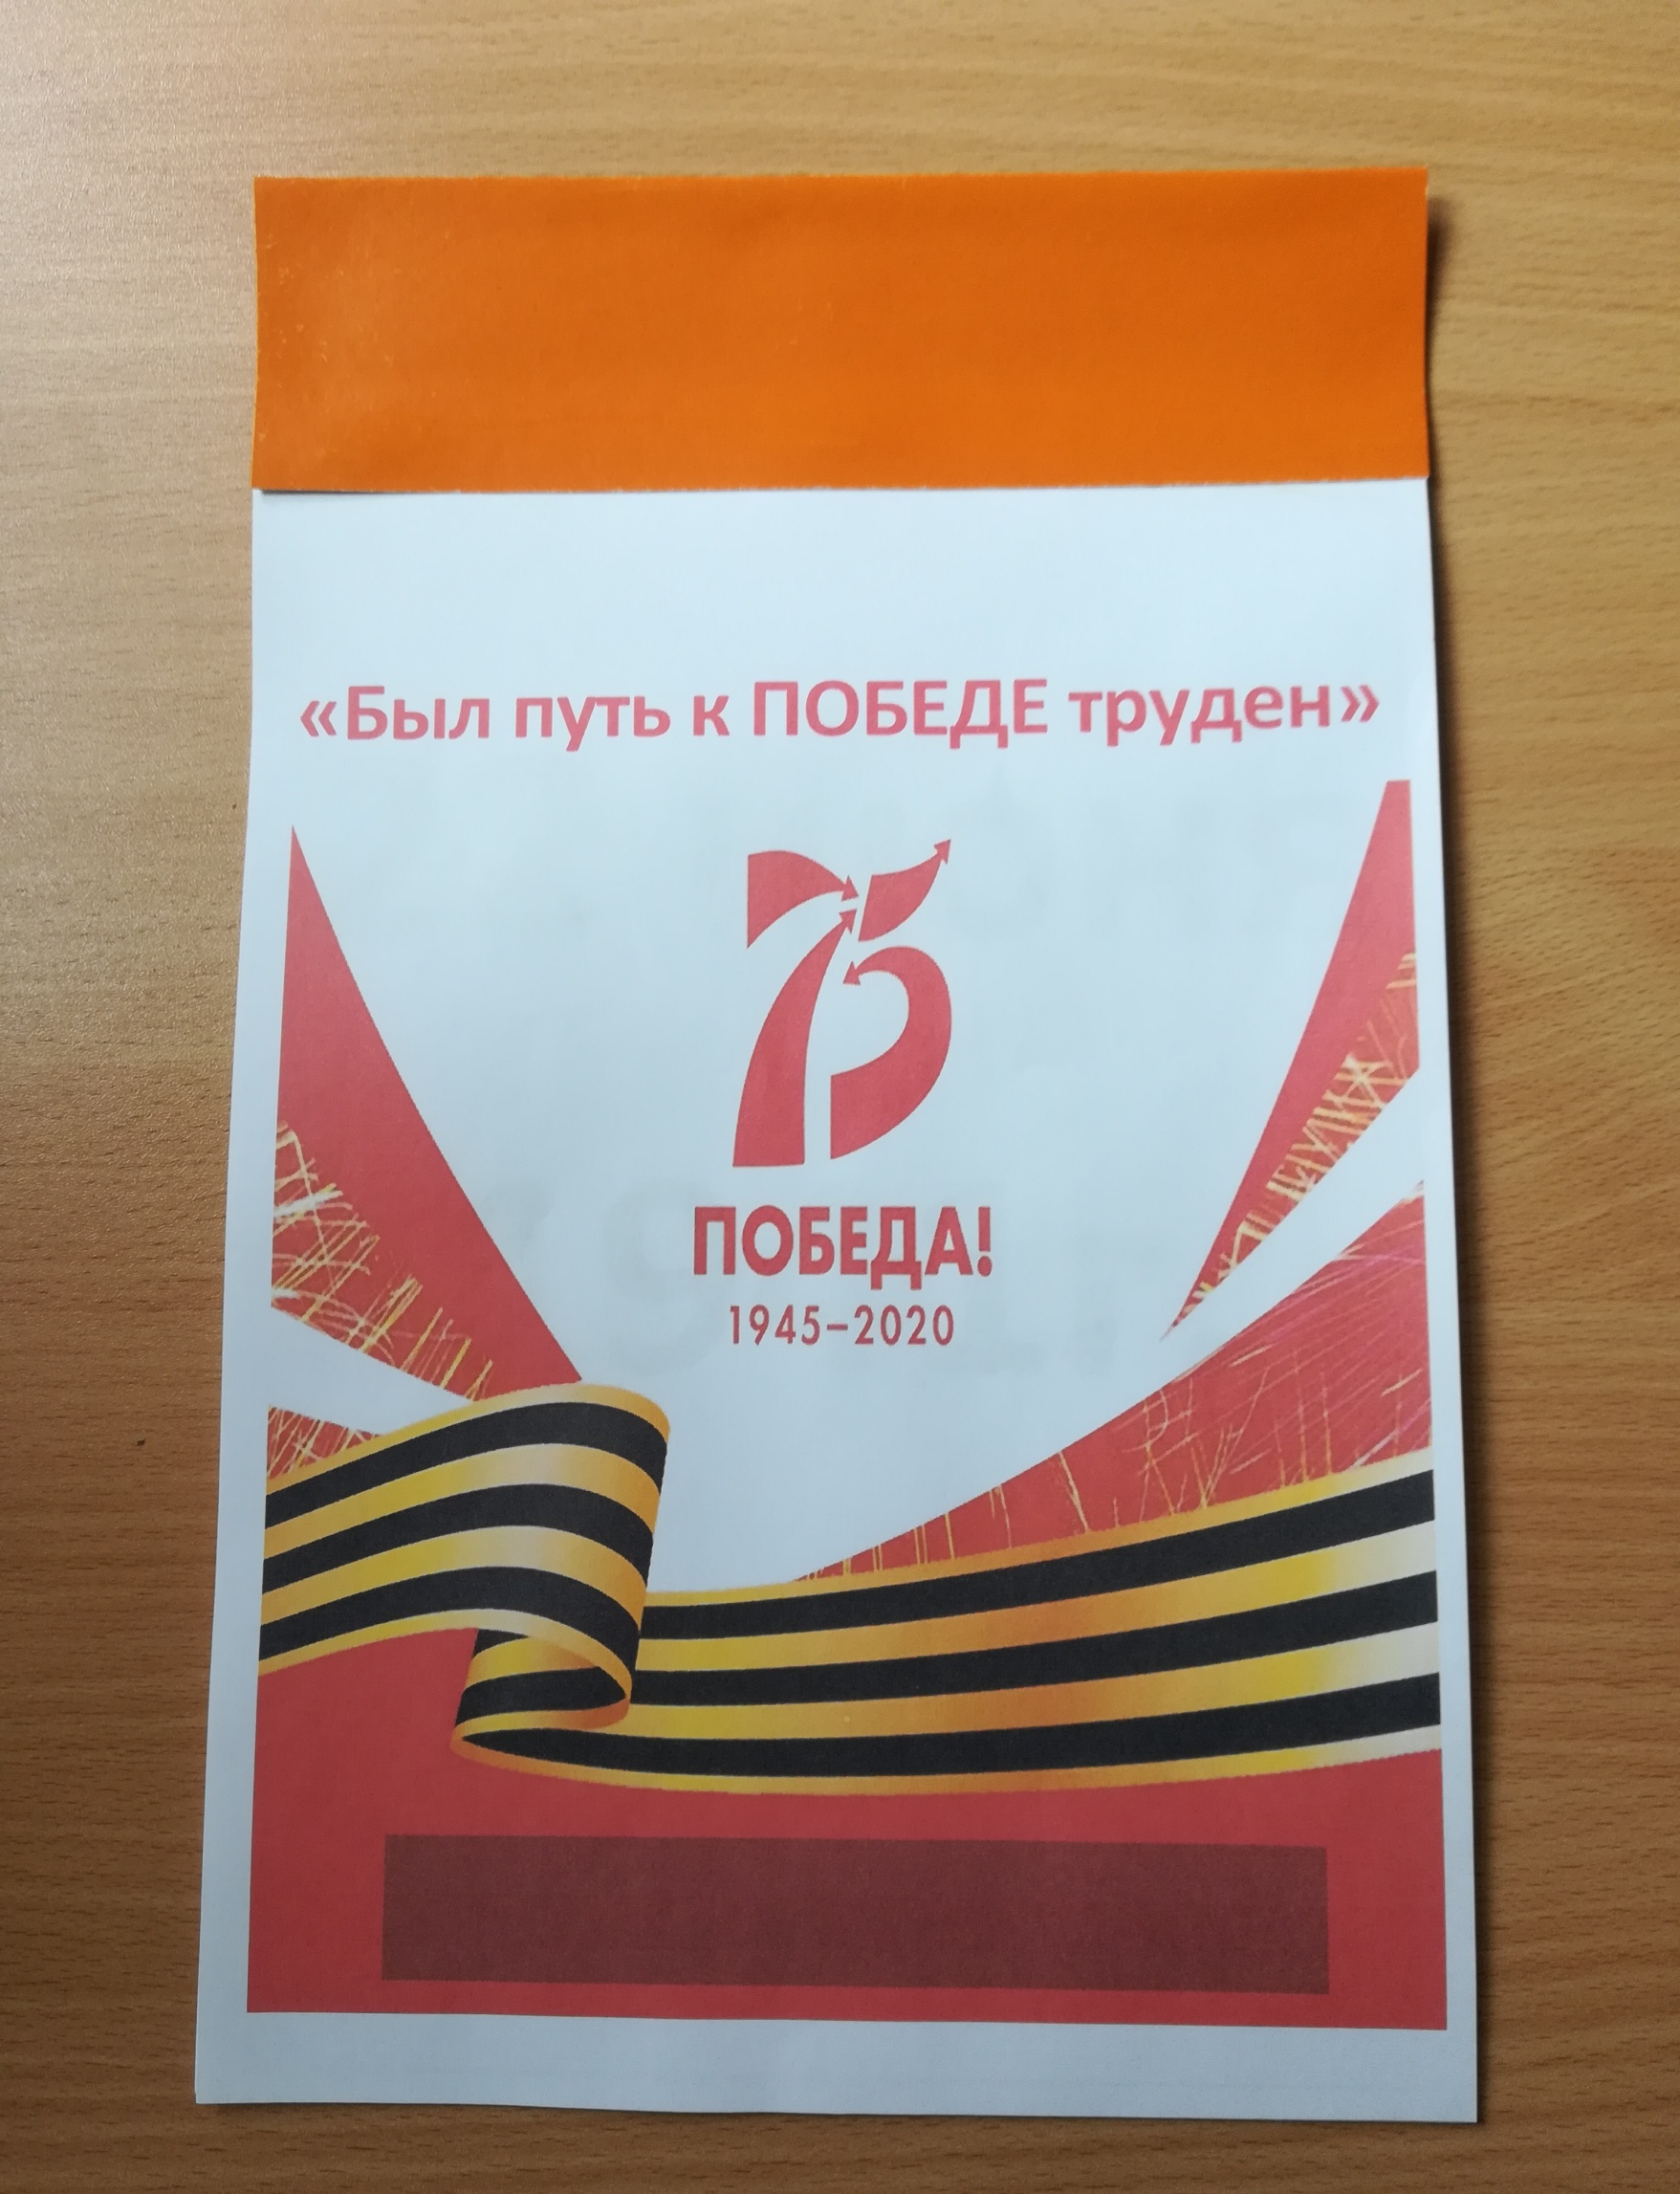 «Был путь к ПОБЕДЕ труден»
75
ПОБЕДА!
1945–2020